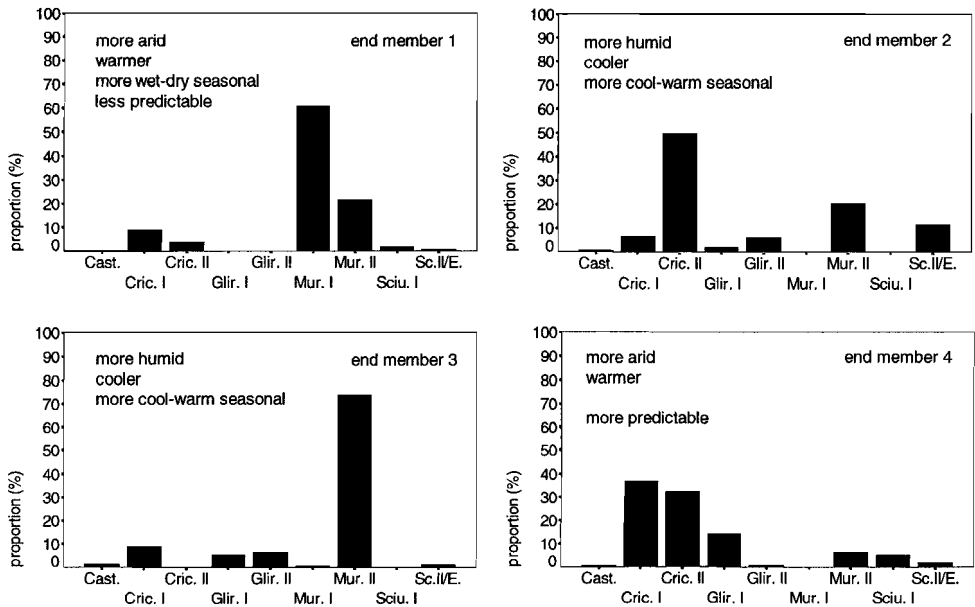 100
90
80
70
60
50
40
30
20
10
0
proportion (%)
more arid
warmer
more wet-dry seasonal
less predictable
end member 1
Cast. Cric. II Glir. II Mur. II Sc.II/E.
Cric. I Glir. I Mur. I Sciu. I
100
90
80
70
60
50
40
30
20
10
0
proportion (%)
more humid
cooler
more cool-warm seasonal
end member 2
Cast. Cric. II Glir. II Mur. II Sc.II/E.
Cric. I Glir. I Mur. I Sciu. I
100
90
80
70
60
50
40
30
20
10
0
proportion (%)
more humid
cooler
more cool-warm seasonal
end member 3
Cast. Cric. II Glir. II Mur. II Sc.II/E.
Cric. I Glir. I Mur. I Sciu. I
100
90
80
70
60
50
40
30
20
10
0
proportion (%)
more arid
warmer
more predictable
end member 4
Cast. Cric. II Glir. II Mur. II Sc.II/E.
Cric. I Glir. I Mur. I Sciu. I